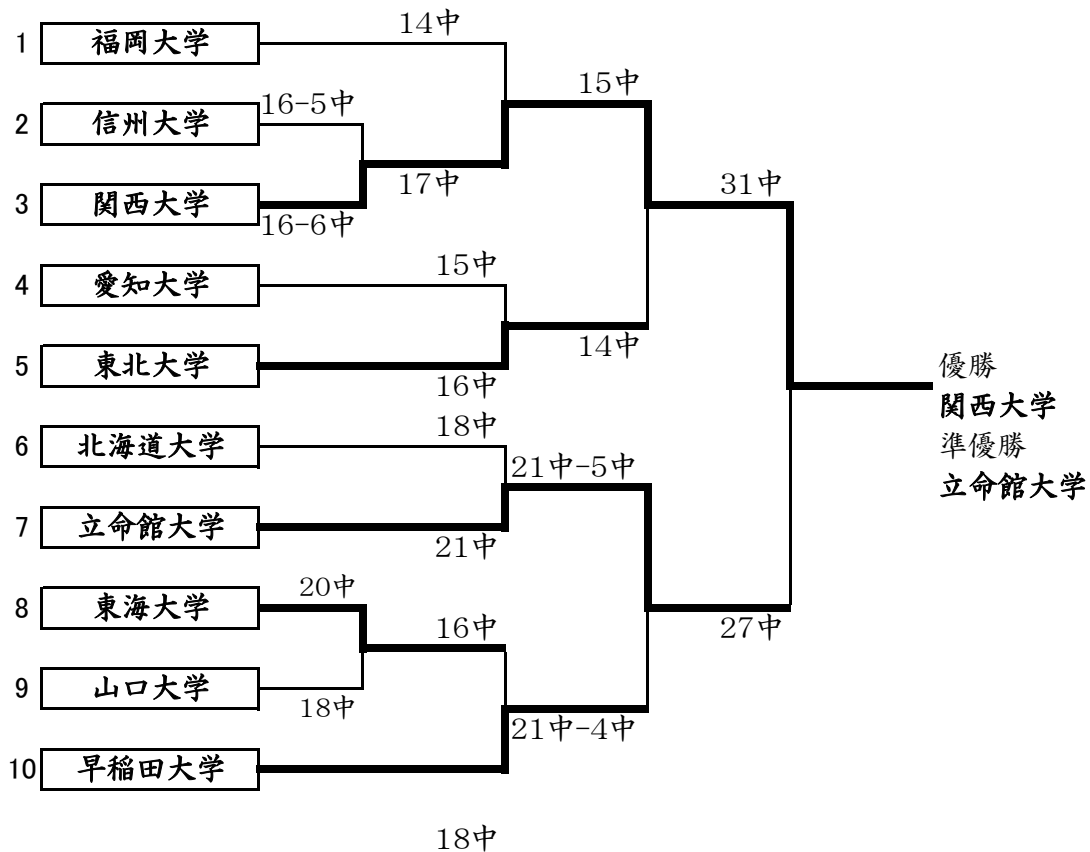 14中
1 福岡大学
15中
16-5中
2 信州大学
17中
31中
3 関西大学
16-6中
15中
4 愛知大学
14中
5 東北大学
16中
優勝
関西大学
18中
6 北海道大学
準優勝
21中-5中
立命館大学
7 立命館大学
21中
20中
8 東海大学
16中
27中
9 山口大学
18中
21中-4中
10 早稲田大学
18中